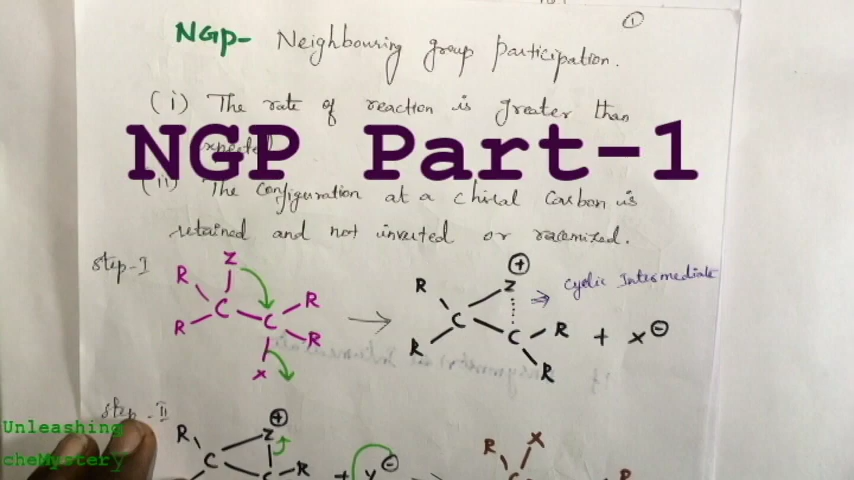 ①
NGP- Neighbouring group participation.
(i) The rate of reaction is greater than
expected
NGP Part-1
(ii) The configuration at a chiral carbon is
retained and not inverted or racemized.
step-I
R Z R
R C C R
x
⊕
R Z ⇒ Cyclic Intermediate
C C R + x⊖
R R
step-II
⊕
R Z R X
C C R + Y⊖ C R
Unleashing
cheMystery